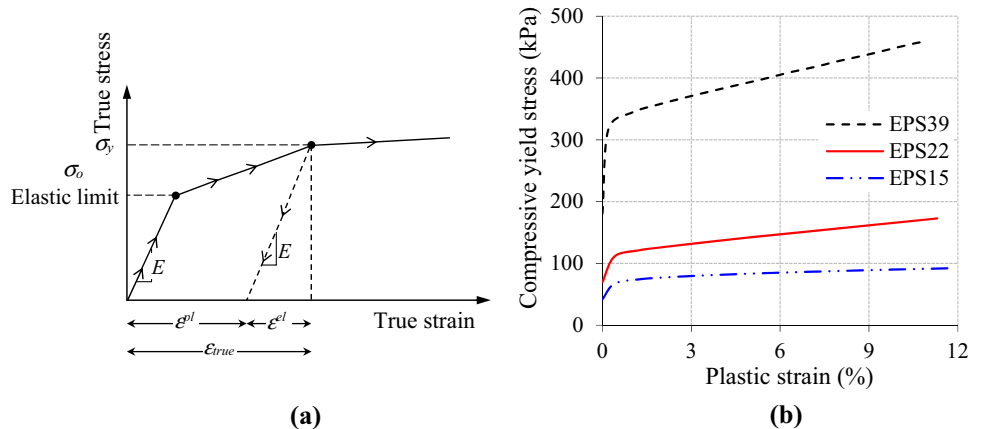 True stress
σy
σo
Elastic limit
E
E
True strain
εpl
εel
εtrue
(a)
Compressive yield stress (kPa)
500
400
300
200
100
0
EPS39
EPS22
EPS15
0 3 6 9 12
Plastic strain (%)
(b)